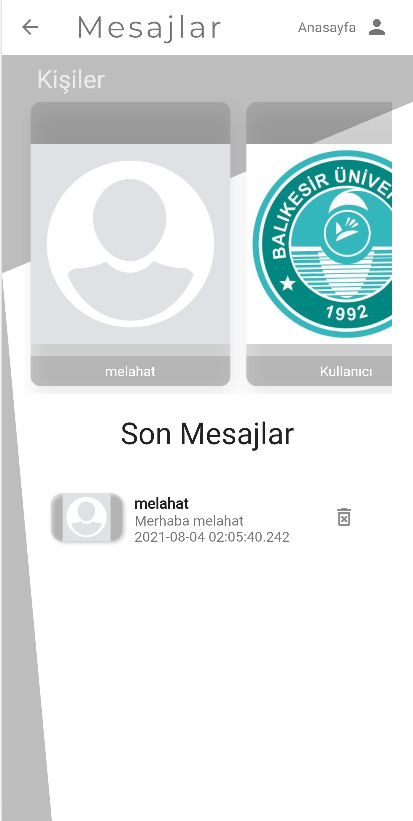 Mesajlar
Anasayfa
Kişiler
BALIKESİR ÜNİVE
1992
melahat
Kullanıcı
Son Mesajlar
melahat
Merhaba melahat
2021-08-04 02:05:40.242